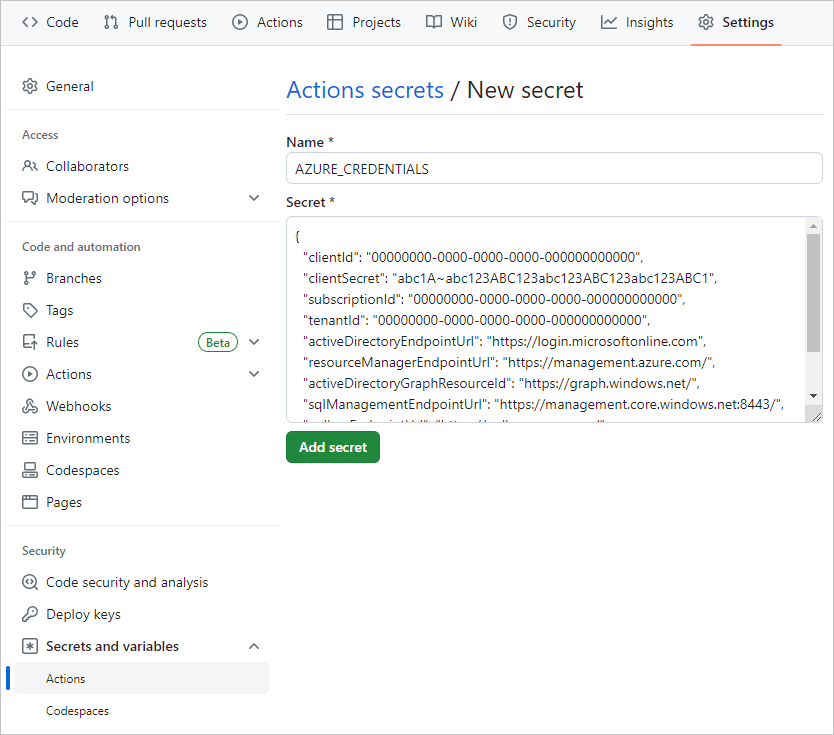 Code Pull requests Actions Projects Wiki Security Insights Settings
General
Access
Collaborators
Moderation options
Code and automation
Branches
Tags
Rules Beta
Actions
Webhooks
Environments
Codespaces
Pages
Security
Code security and analysis
Deploy keys
Secrets and variables
Actions
Codespaces
Actions secrets / New secret
Name *
AZURE_CREDENTIALS
Secret *
{
"clientId": "00000000-0000-0000-0000-000000000000",
"clientSecret": "abc1A~abc123ABC123abc123ABC123abc123ABC1",
"subscriptionId": "00000000-0000-0000-0000-000000000000",
"tenantId": "00000000-0000-0000-0000-000000000000",
"activeDirectoryEndpointUrl": "https://login.microsoftonline.com",
"resourceManagerEndpointUrl": "https://management.azure.com/",
"activeDirectoryGraphResourceId": "https://graph.windows.net/",
"sqlManagementEndpointUrl": "https://management.core.windows.net:8443/",
Add secret